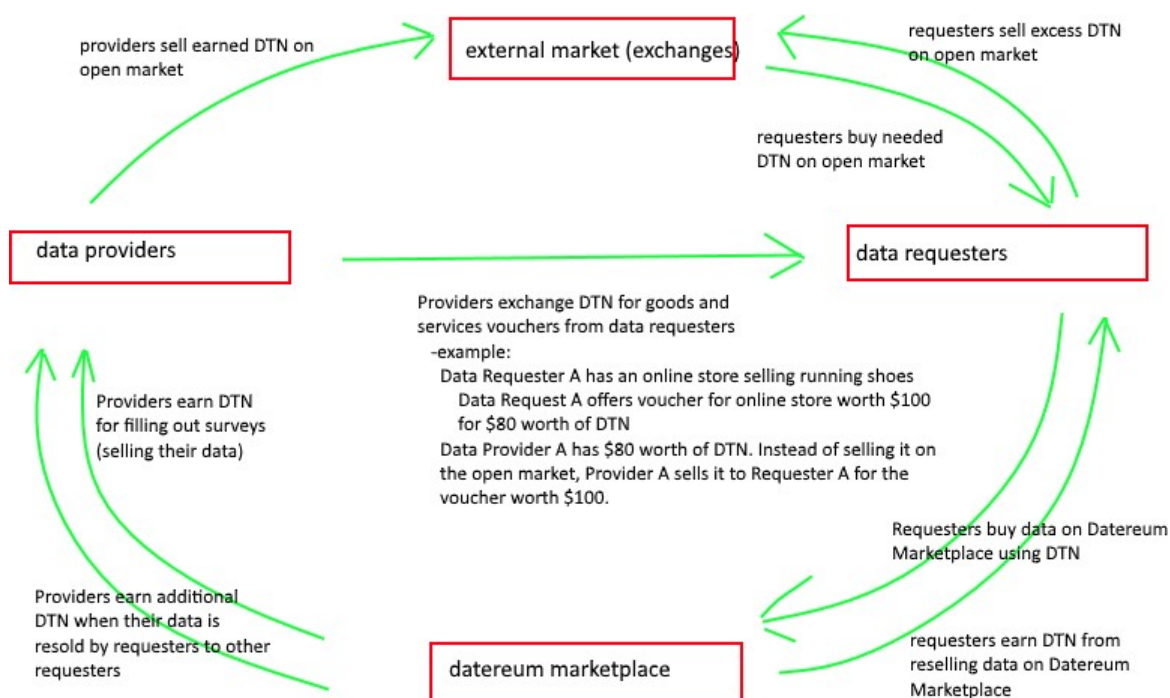 providers sell earned DTN on
open market
external market (exchanges)
requesters sell excess DTN
on open market
requesters buy needed
DTN on open market
data providers
data requesters
Providers exchange DTN for goods and
services vouchers from data requesters
-example:
Data Requester A has an online store selling running shoes
Data Request A offers voucher for online store worth $100
for $80 worth of DTN
Data Provider A has $80 worth of DTN. Instead of selling it on
the open market, Provider A sells it to Requester A for the
voucher worth $100.
Providers earn DTN
for filling out surveys
(selling their data)
Requesters buy data on Datereum
Marketplace using DTN
Providers earn additional
DTN when their data is
resold by requesters to other
requesters
datereum marketplace
requesters earn DTN from
reselling data on Datereum
Marketplace